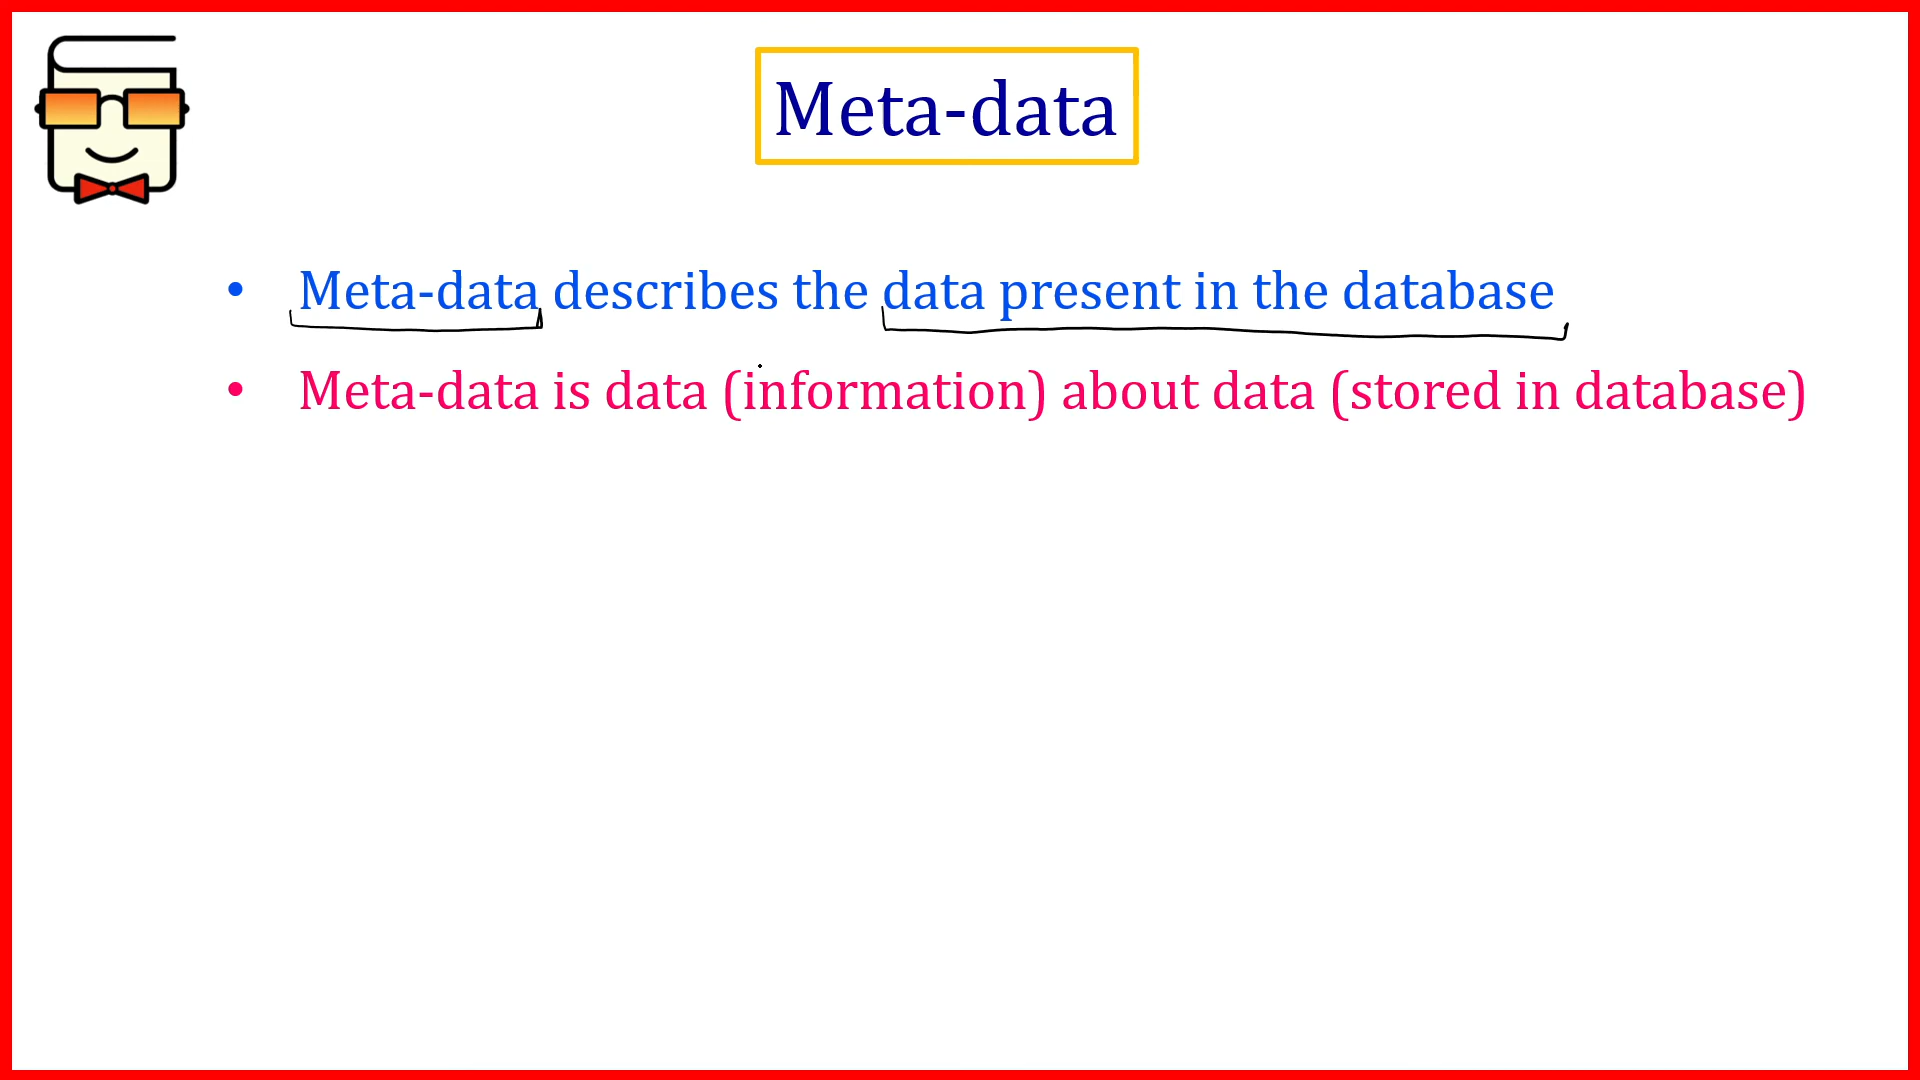 Meta-data
• Meta-data describes the data present in the database
• Meta-data is data (information) about data (stored in database)